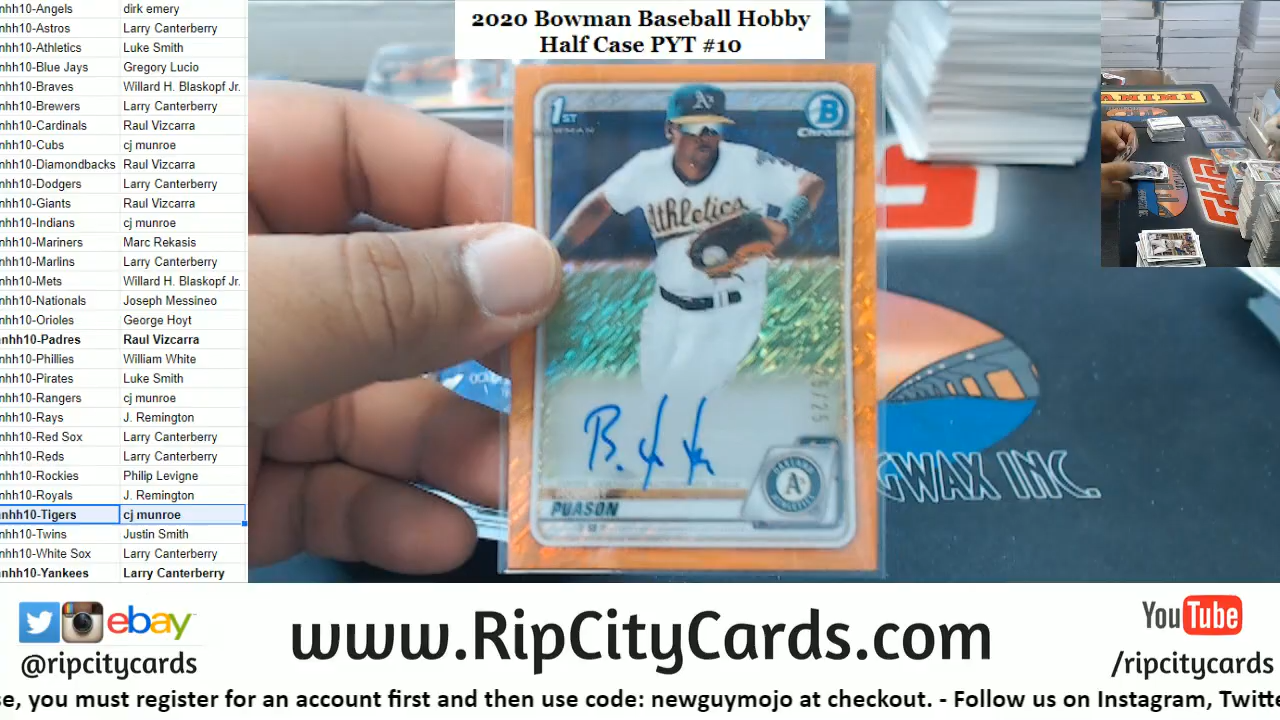 2020 Bowman Baseball Hobby
Half Case PYT #10
nhh10-Angels dirk emery
nhh10-Astros Larry Canterberry
nhh10-Athletics Luke Smith
nhh10-Blue Jays Gregory Lucio
nhh10-Braves Willard H. Blaskopf Jr.
nhh10-Brewers Larry Canterberry
nhh10-Cardinals Raul Vizcarra
nhh10-Cubs cj munroe
nhh10-Diamondbacks Raul Vizcarra
nhh10-Dodgers Larry Canterberry
nhh10-Giants Raul Vizcarra
nhh10-Indians cj munroe
nhh10-Mariners Marc Rekasis
nhh10-Marlins Larry Canterberry
nhh10-Mets Willard H. Blaskopf Jr.
nhh10-Nationals Joseph Messineo
nhh10-Orioles George Hoyt
nhh10-Padres Raul Vizcarra
nhh10-Phillies William White
nhh10-Pirates Luke Smith
nhh10-Rangers cj munroe
nhh10-Rays J. Remington
nhh10-Red Sox Larry Canterberry
nhh10-Reds Larry Canterberry
nhh10-Rockies Philip Levigne
nhh10-Royals J. Remington
nhh10-Tigers cj munroe
nhh10-Twins Justin Smith
nhh10-White Sox Larry Canterberry
nhh10-Yankees Larry Canterberry
1ST
B
Chrome
A's
Athletics
PUASON
OAKLAND
A's
ATHLETICS
GWAX INC.
PANINI
ebay
@ripcitycards
www.RipCityCards.com
YouTube
/ripcitycards
se, you must register for an account first and then use code: newguymojo at checkout. - Follow us on Instagram, Twitte